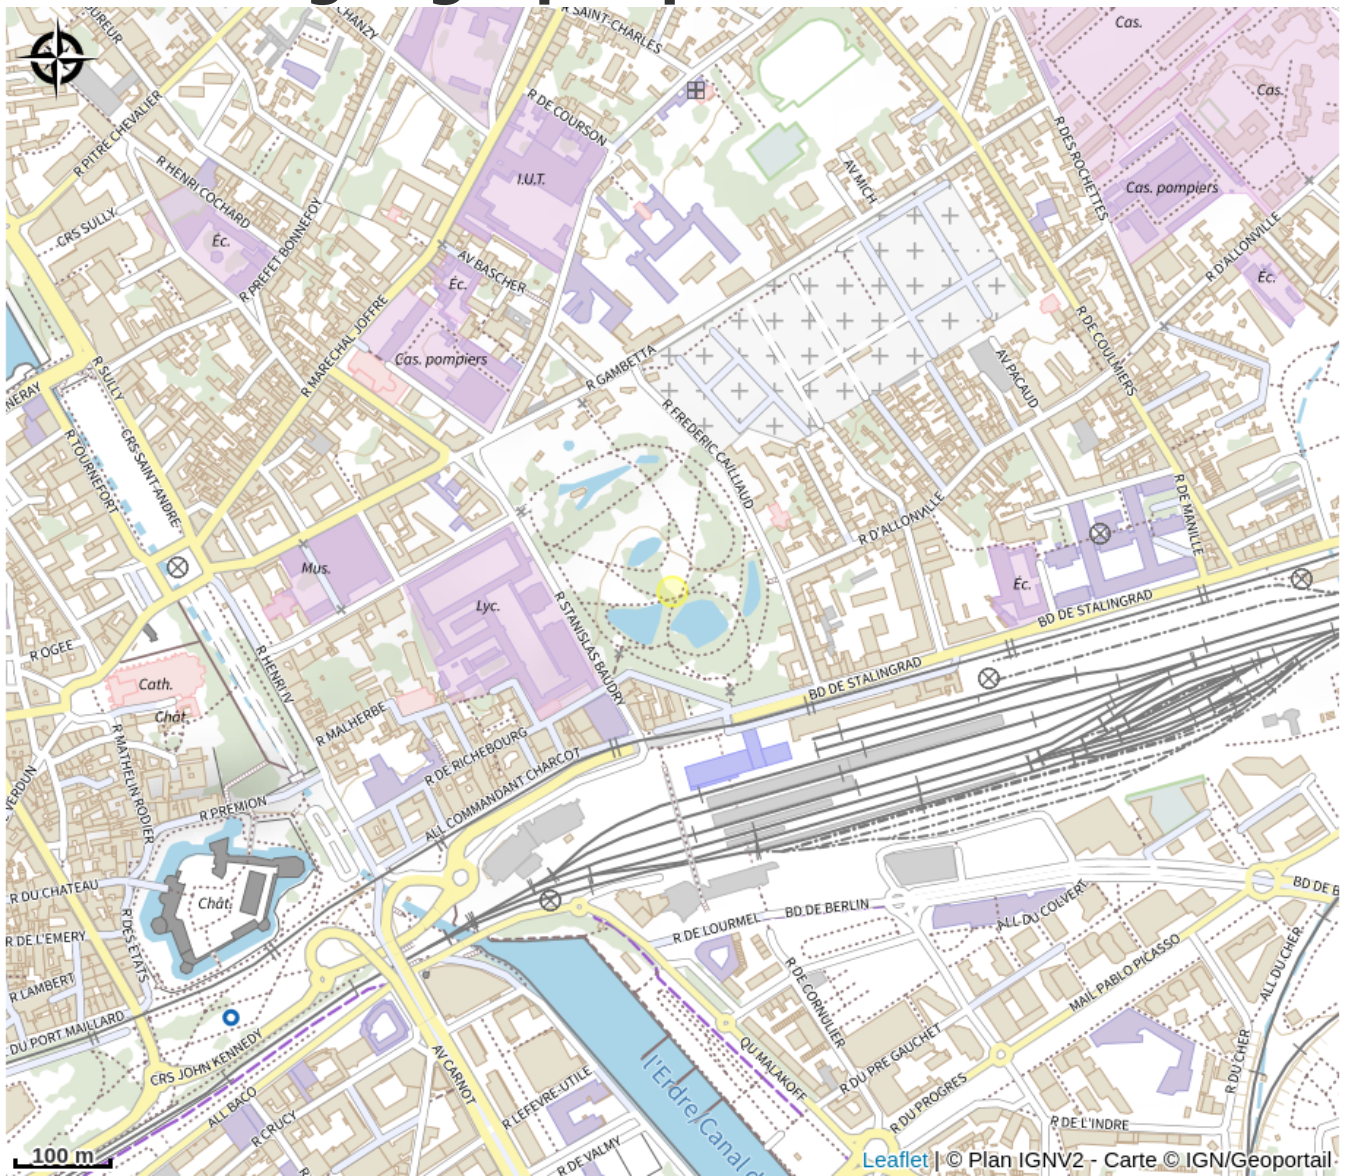 OUREUR
CHANZY
R SAINT-CHARLES
Cas.
Cas.
R PITRE CHEVALIER
R DE COURSON
R DES ROCHETTES
R HENRI COCHARD
I.U.T.
AV MICH
Cas. pompiers
CRS SULLY
Éc.
R PREFET BONNEFOY
AV BASCHER
R D'ALLONVILLE
Éc.
Éc.
R MARECHAL JOFFRE
Cas. pompiers
R GAMBETTA
R DE COULMIERS
AV PACAUD
NERAY
R SULLY
R FREDERIC CAILLIAUD
R TOURNEFORT
CRS SAINT-ANDRE
R D'ALLONVILLE
R DE MANILLE
Mus.
Lyc.
Éc.
R STANISLAS BAUDRY
BD DE STALINGRAD
R OGEE
R HENRI IV
Cath.
BD DE STALINGRAD
Chât.
R MALHERBE
R MATHELIN RODIER
R DE RICHEBOURG
ALL COMMANDANT CHARCOT
E VERDUN
R PREMION
R DU CHATEAU
Chât.
R DES ETATS
R DE L'EMERY
R LAMBERT
DU PORT MAILLARD
CRS JOHN KENNEDY
ALL BACO
R CRUCY
AV CARNOT
R LEFEVRE-UTILE
R DE VALMY
l'Erdre, Canal d
R DE LOURMEL
BD DE BERLIN
ALL DU COLVERT
BD DE B
R DE CORNULIER
MAIL PABLO PICASSO
ALL DU CHER
QU MALAKOFF
R DU PRE GAUCHET
R DU PROGRES
R DU CHER
R DE L'INDRE
100 m
Leaflet | © Plan IGNV2 - Carte © IGN/Geoportail